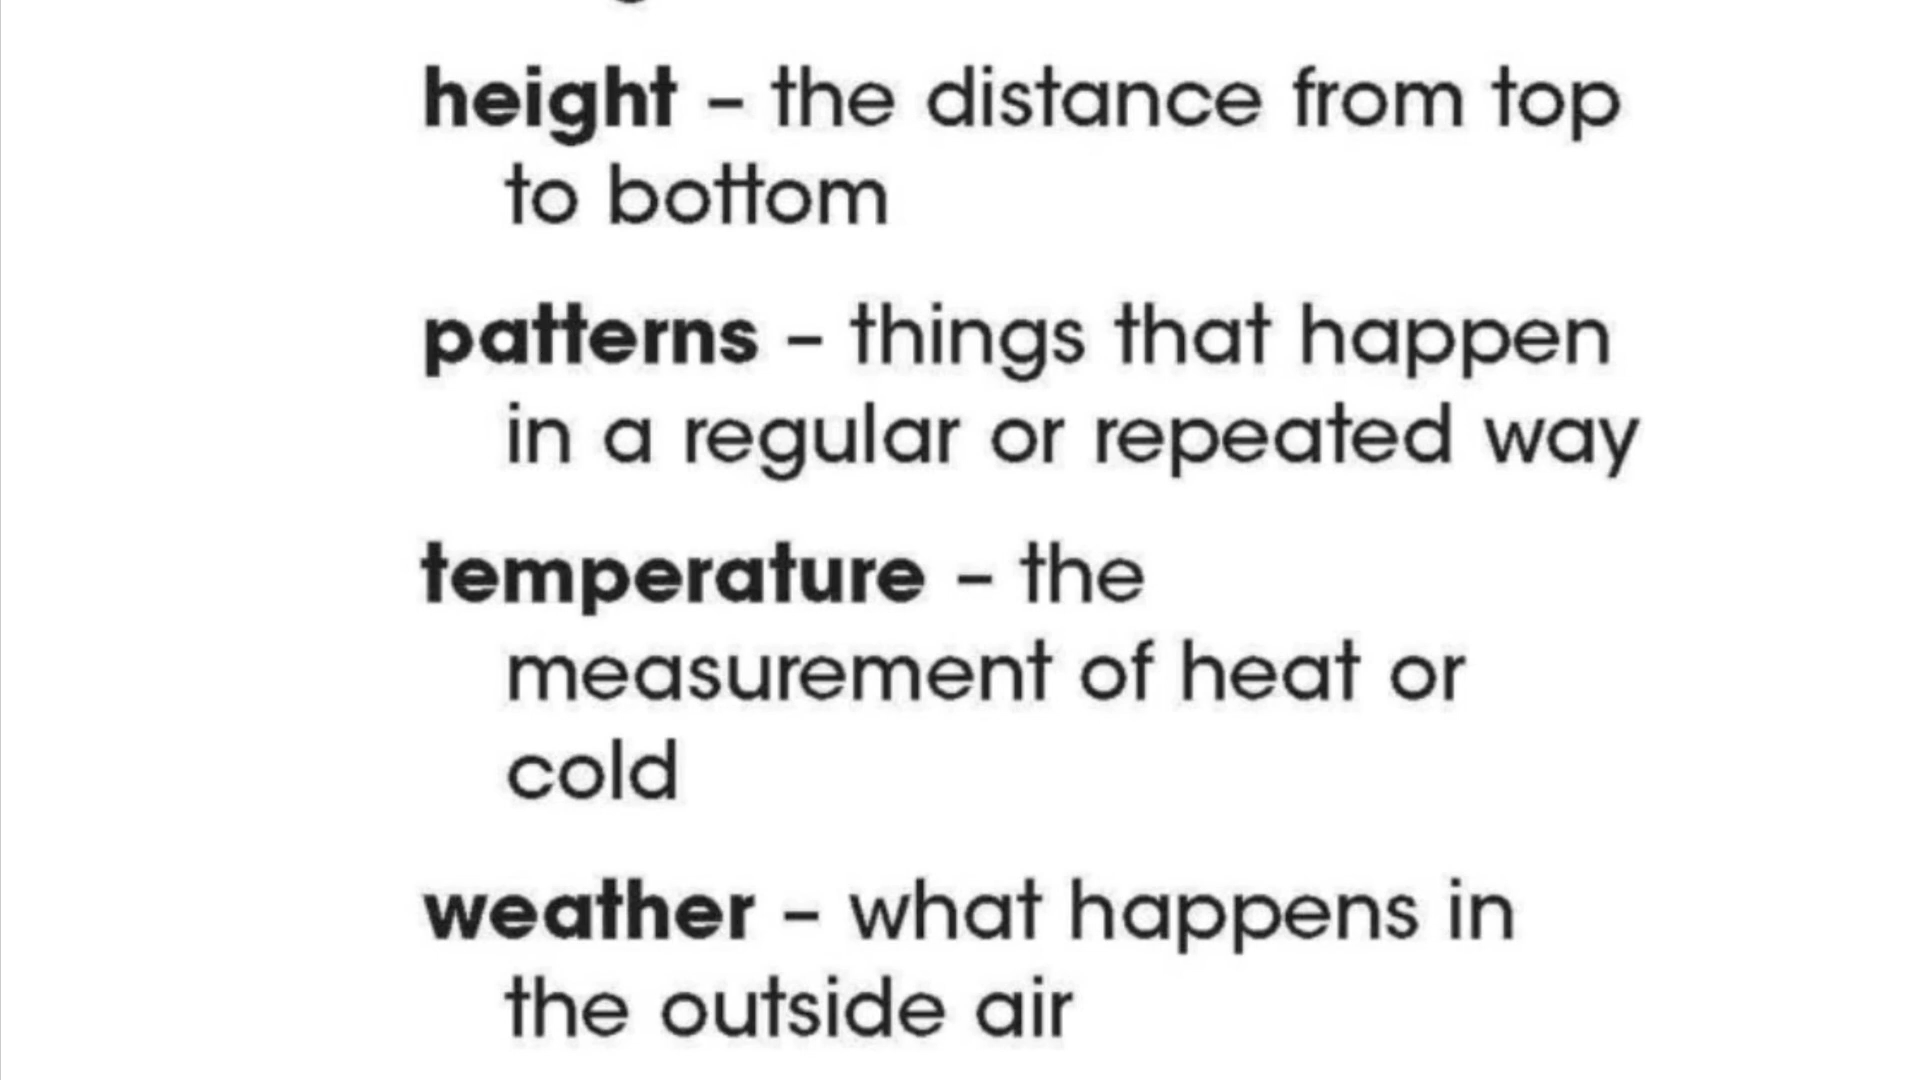 height – the distance from top
to bottom
patterns – things that happen
in a regular or repeated way
temperature – the
measurement of heat or
cold
weather – what happens in
the outside air